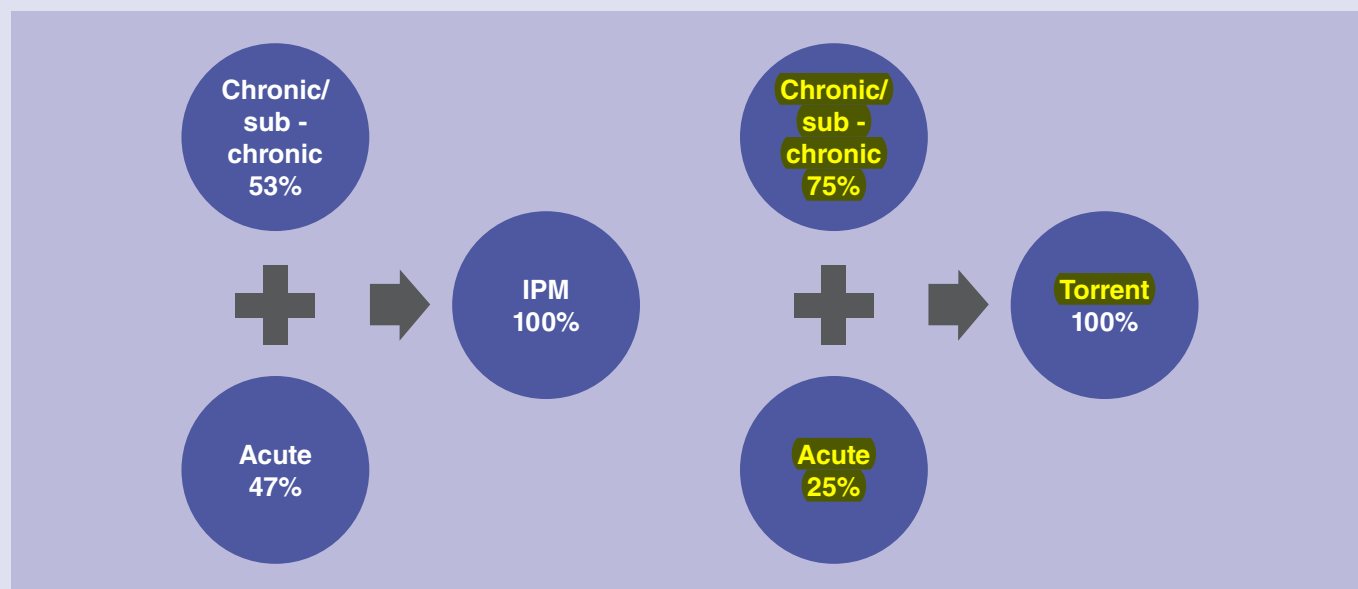 Chronic/
sub -
chronic
53%
Acute
47%
IPM
100%
Chronic/
sub -
chronic
75%
Acute
25%
Torrent
100%